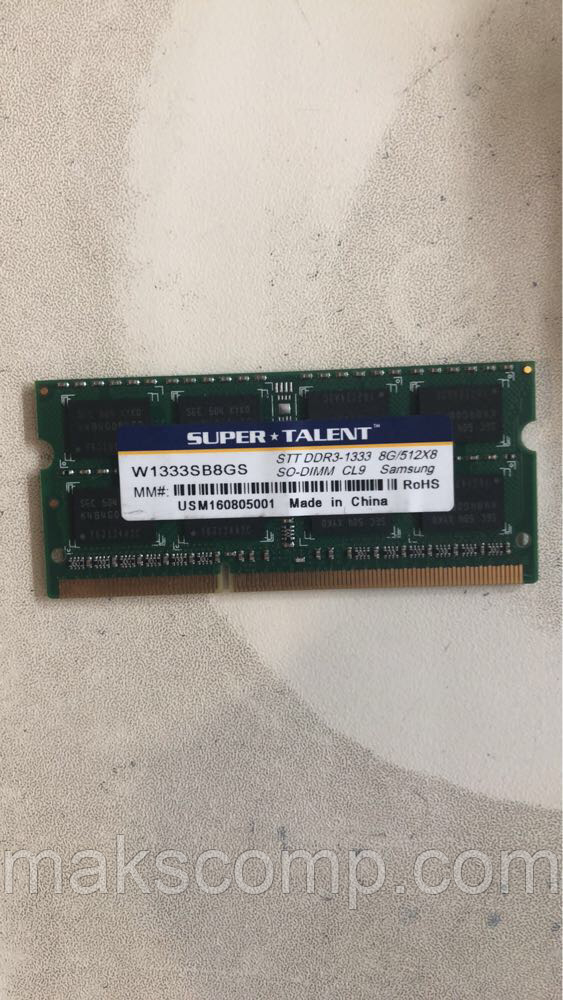 SUPER★TALENT™
W1333SB8GS
STT DDR3-1333 8G/512X8
SO-DIMM CL9 Samsung
MM#: RoHS
USM160805001 Made in China
makscomp.com